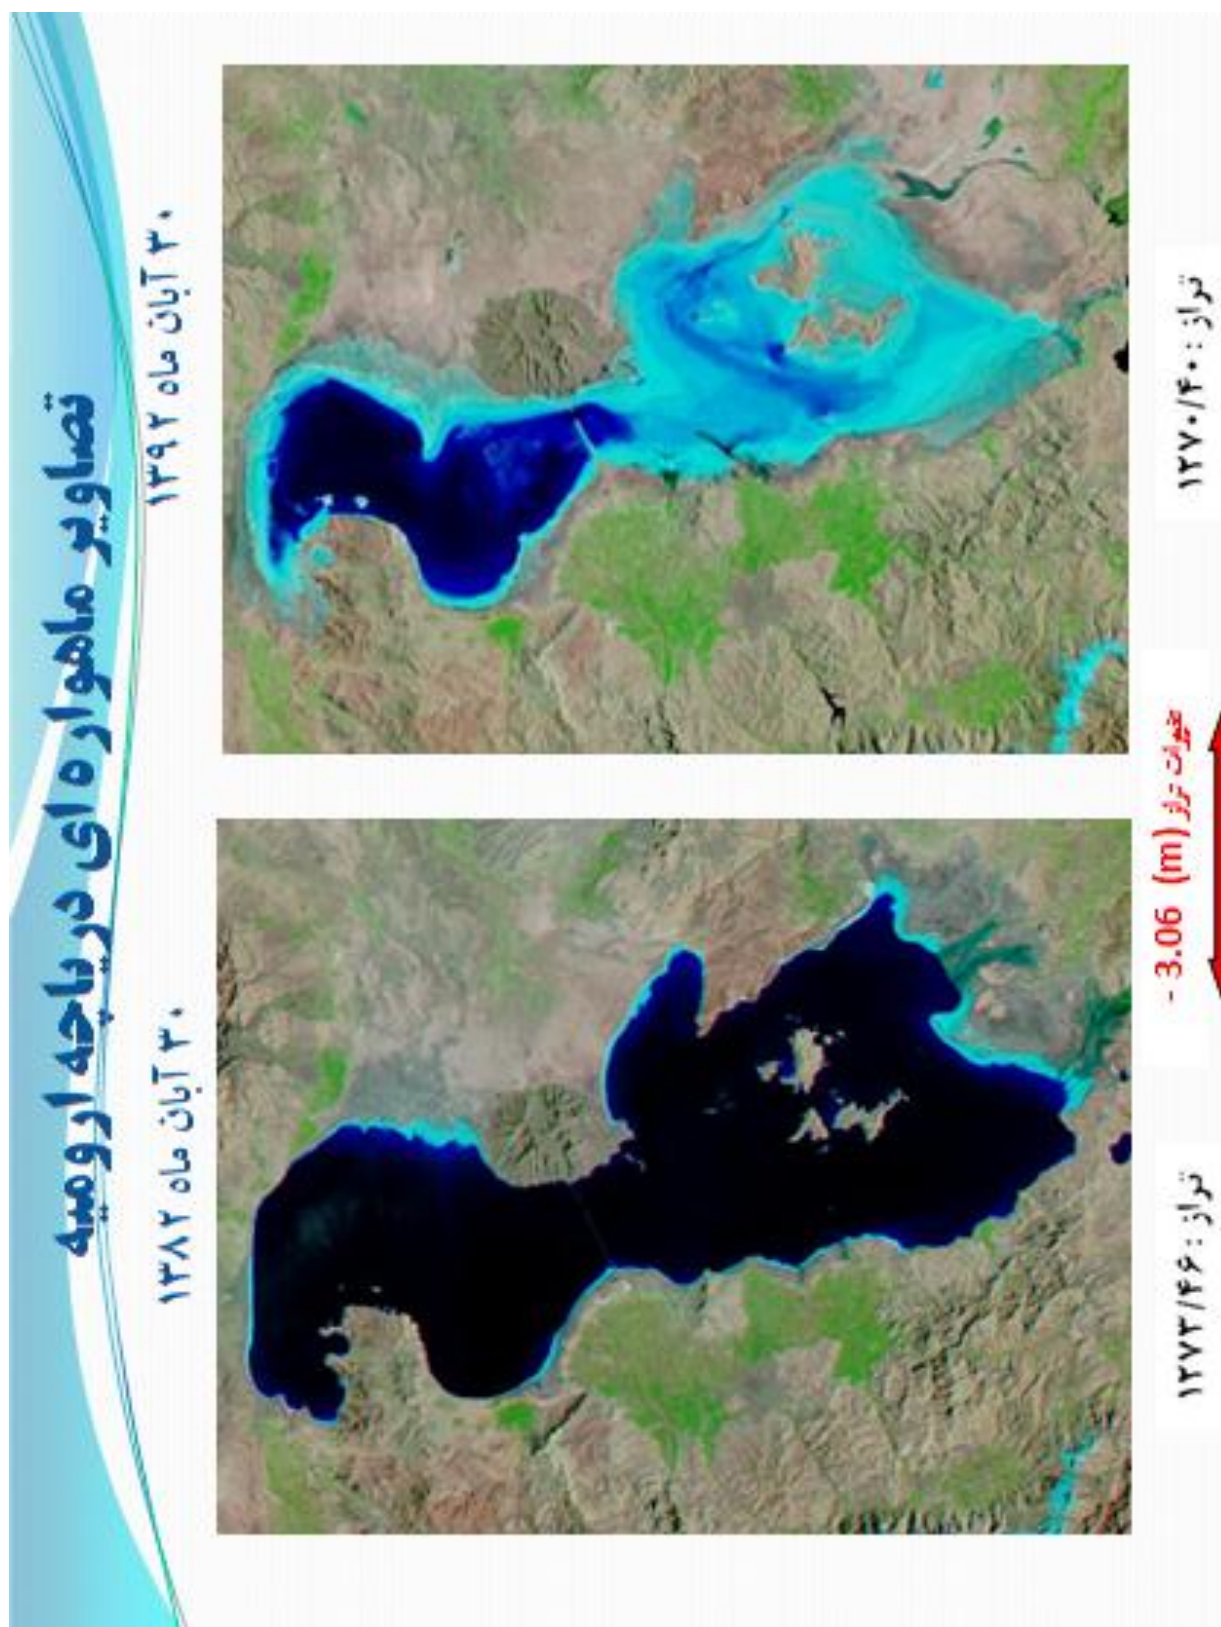 تصاویر ماهواره ای دریاچه ارومیه
۳۰ آبان ماه ۱۳۹۲
۳۰ آبان ماه ۱۳۸۲
تراز : ۱۲۷۰/۴۰
تغییرات تراز (m) - 3.06
تراز : ۱۲۷۳/۴۶